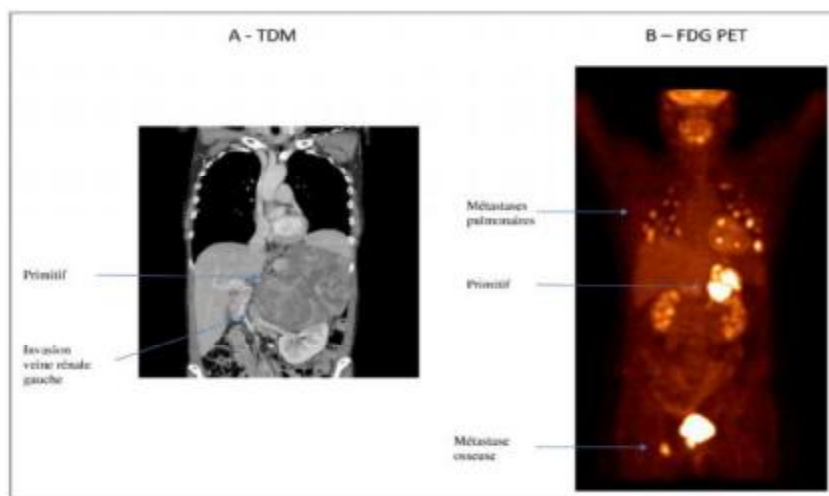 A - TDM
B – FDG PET
Primitif
Invasion
veine rénale
gauche
Métastases
pulmonaires
Primitif
Métastase
osseuse